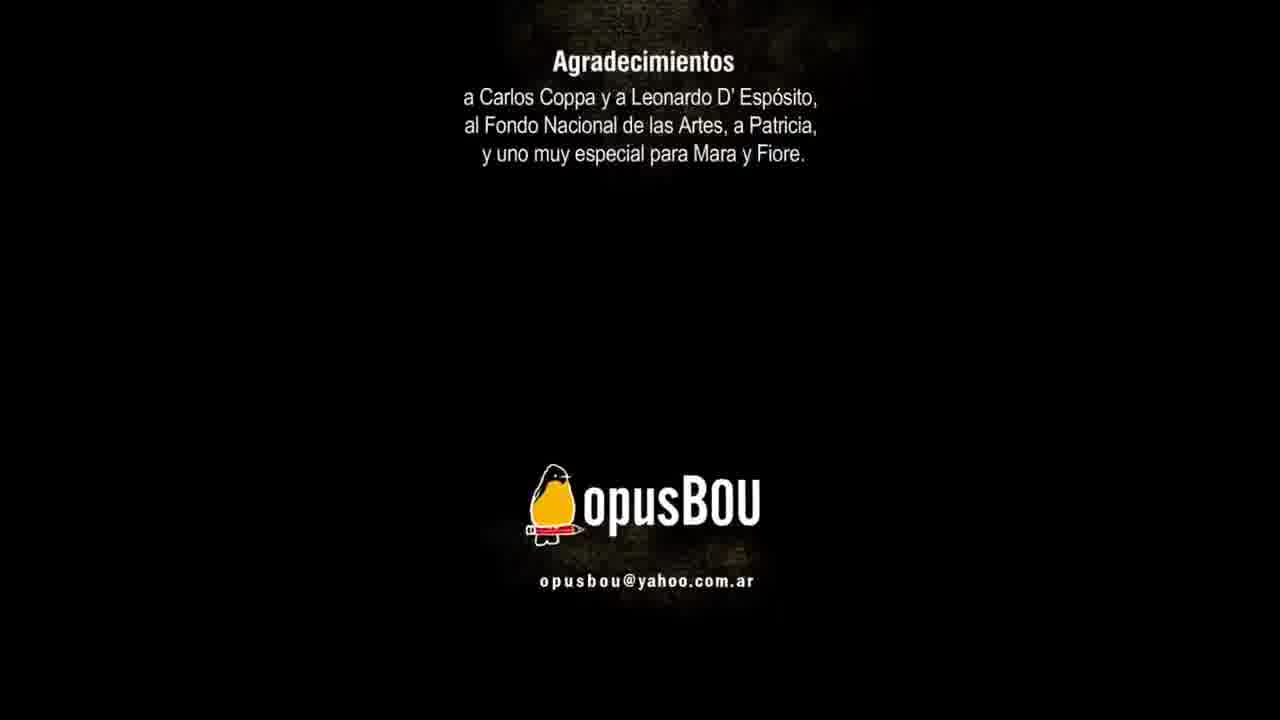 Agradecimientos
a Carlos Coppa y a Leonardo D' Espósito,
al Fondo Nacional de las Artes, a Patricia,
y uno muy especial para Mara y Fiore.
opusBOU
opusbou@yahoo.com.ar